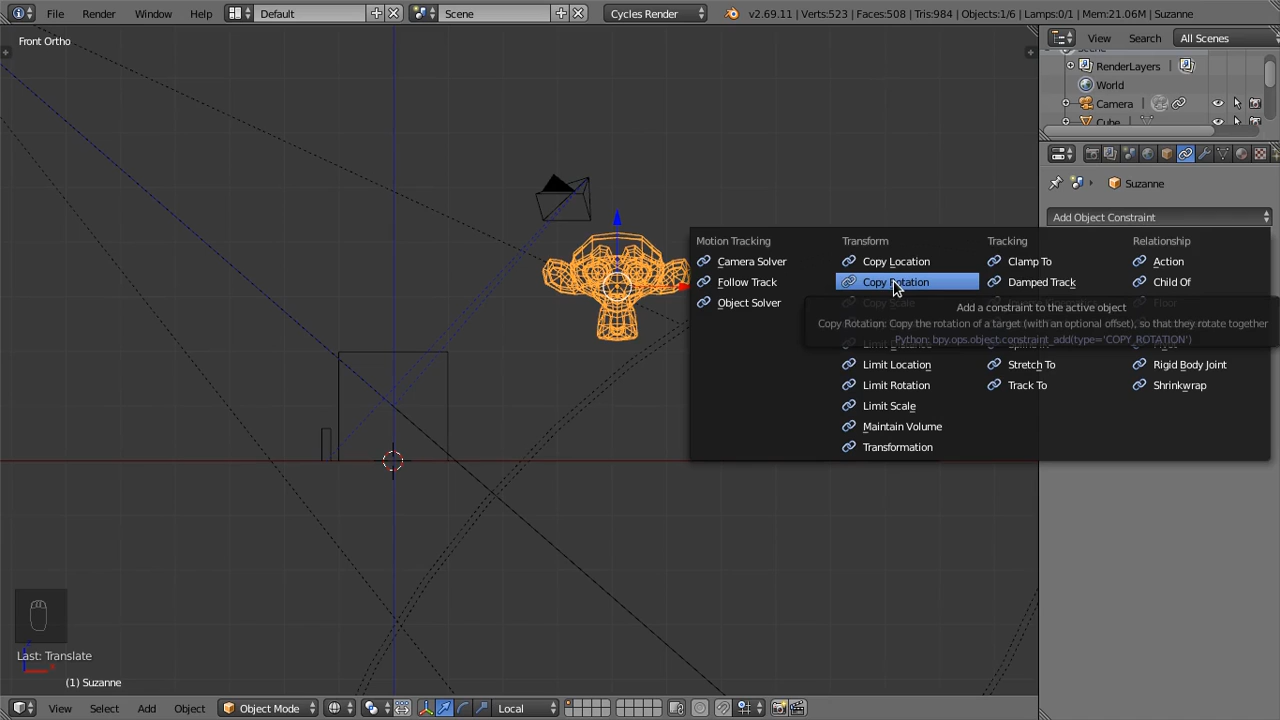 File Render Window Help Default Scene Cycles Render v2.69.11 | Verts:523 | Faces:508 | Tris:984 | Objects:1/6 | Lamps:0/1 | Mem:21.06M | Suzanne
Front Ortho
View Search All Scenes
Scene
RenderLayers
World
Camera
Cube
Suzanne
Add Object Constraint
Motion Tracking Transform Tracking Relationship
Camera Solver Copy Location Clamp To Action
Follow Track Copy Rotation Damped Track Child Of
Object Solver Copy Scale Floor
Add a constraint to the active object
Copy Rotation: Copy the rotation of a target (with an optional offset), so that they rotate together
Python: bpy.ops.object.constraint_add(type='COPY_ROTATION')
Limit Location Stretch To Rigid Body Joint
Limit Rotation Track To Shrinkwrap
Limit Scale
Maintain Volume
Transformation
Last: Translate
(1) Suzanne
View Select Add Object Object Mode Local